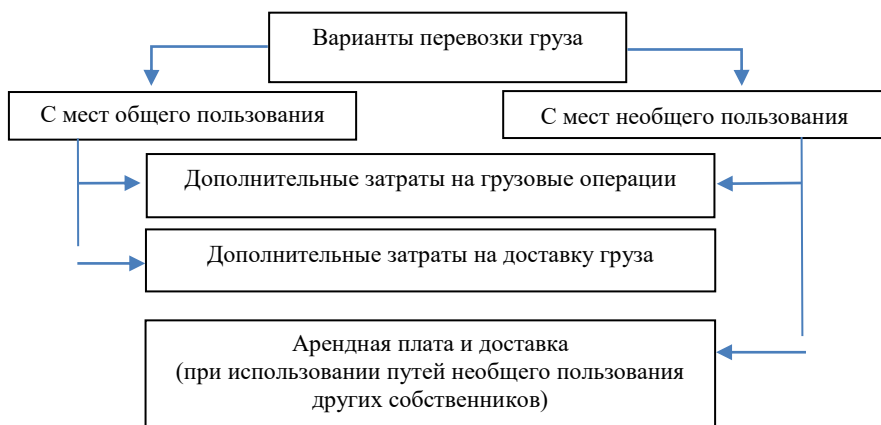 Варианты перевозки груза
С мест общего пользования
С мест необщего пользования
Дополнительные затраты на грузовые операции
Дополнительные затраты на доставку груза
Арендная плата и доставка
(при использовании путей необщего пользования
других собственников)